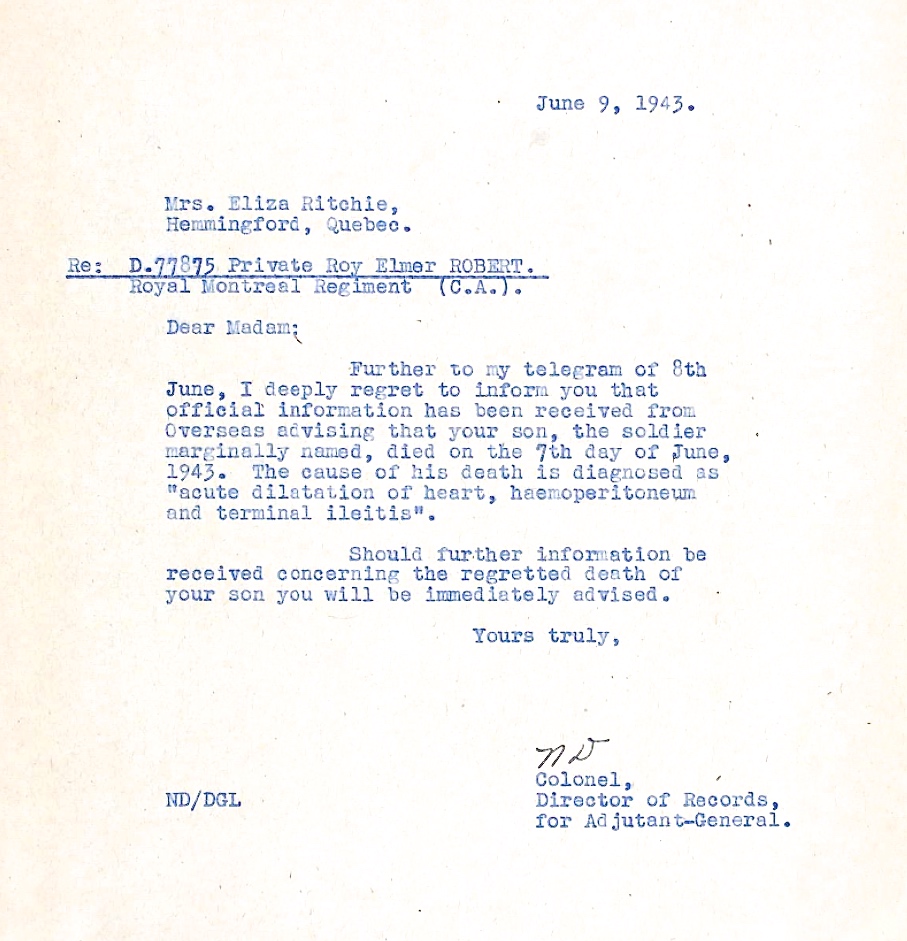 June 9, 1943.
Mrs. Eliza Ritchie,
Hemmingford, Quebec.
Re: D.77875 Private Roy Elmer ROBERT.
Royal Montreal Regiment (C.A.).
Dear Madam;
Further to my telegram of 8th
June, I deeply regret to inform you that
official information has been received from
Overseas advising that your son, the soldier
marginally named, died on the 7th day of June,
1943. The cause of his death is diagnosed as
"acute dilatation of heart, haemoperitoneum
and terminal ileitis".
Should further information be
received concerning the regretted death of
your son you will be immediately advised.
Yours truly,
ND
Colonel,
ND/DGL Director of Records,
for Adjutant-General.